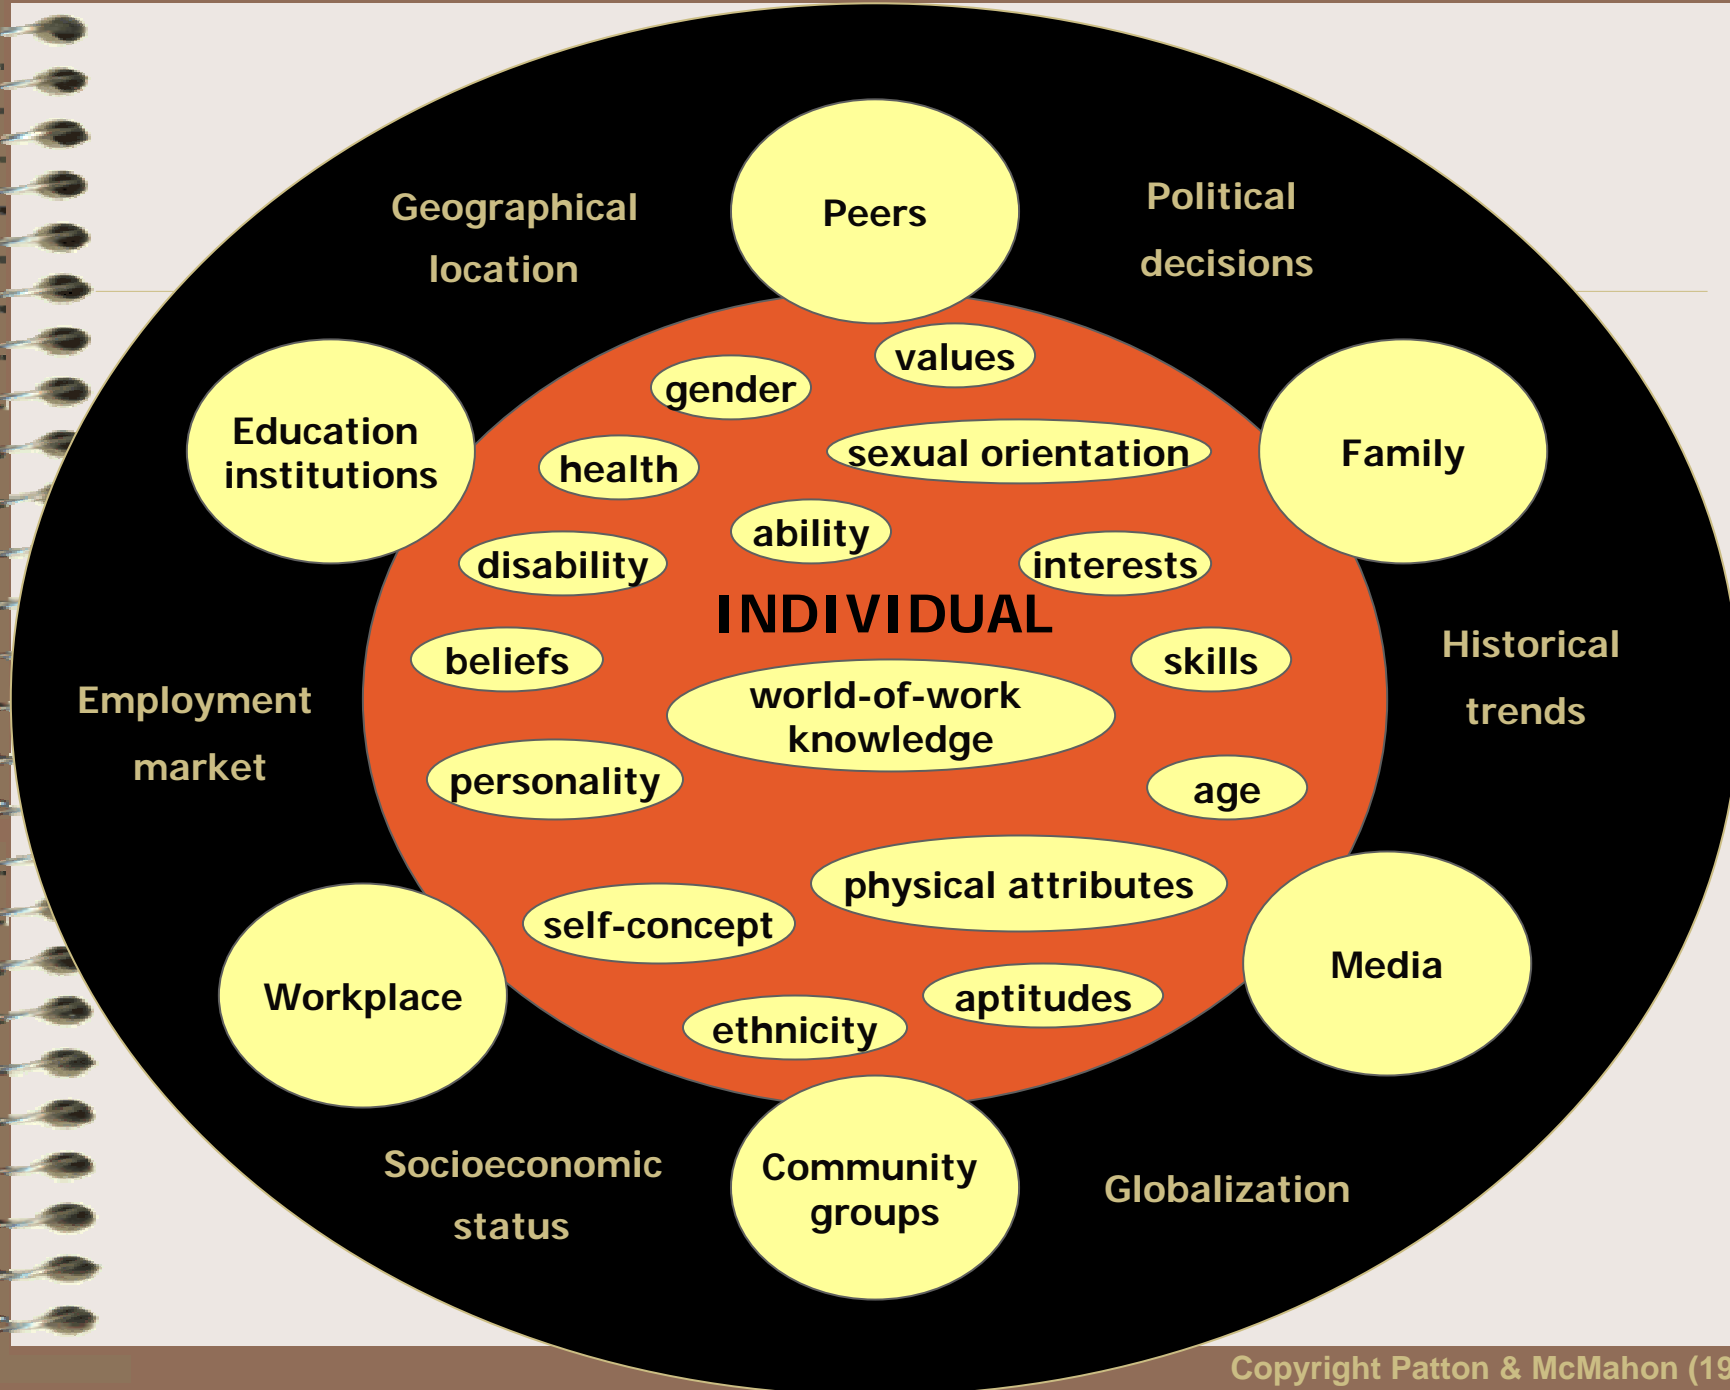 Peers
Geographical
location
Political
decisions
values
gender
Education
institutions
health
sexual orientation
Family
ability
disability
interests
INDIVIDUAL
beliefs
skills
Historical
trends
Employment
market
world-of-work
knowledge
personality
age
physical attributes
self-concept
Workplace
Media
aptitudes
ethnicity
Socioeconomic
status
Community
groups
Globalization
Copyright Patton & McMahon (19